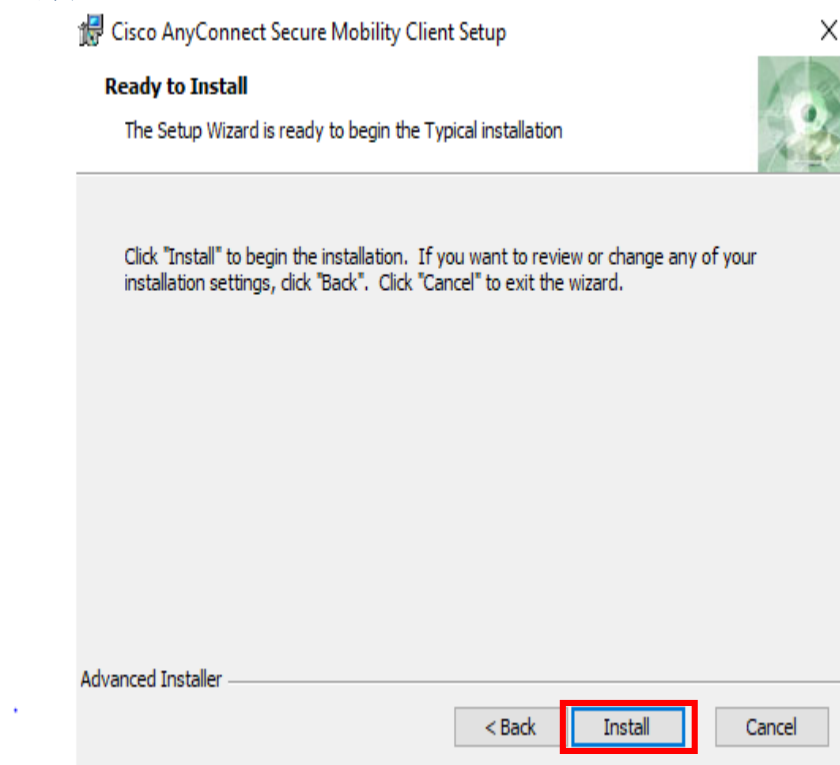 Cisco AnyConnect Secure Mobility Client Setup
Ready to Install
The Setup Wizard is ready to begin the Typical installation
Click "Install" to begin the installation. If you want to review or change any of your
installation settings, click "Back". Click "Cancel" to exit the wizard.
Advanced Installer
< Back Install Cancel